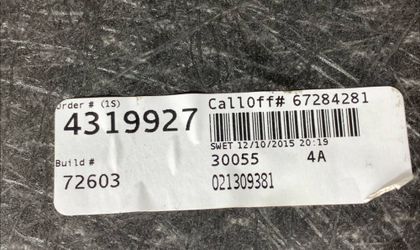 Order # (1S)
4319927
Build #
72603
CallOff# 67284281
SWET 12/10/2015 20:19
30055 4A
021309381